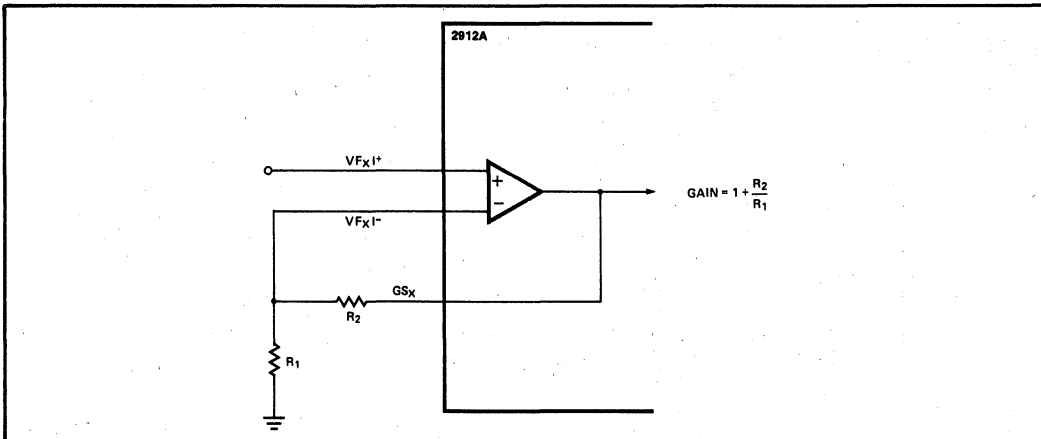 2912A
VFXI+
+
−
VFXI−
GAIN = 1 + R2/R1
GSX
R2
R1